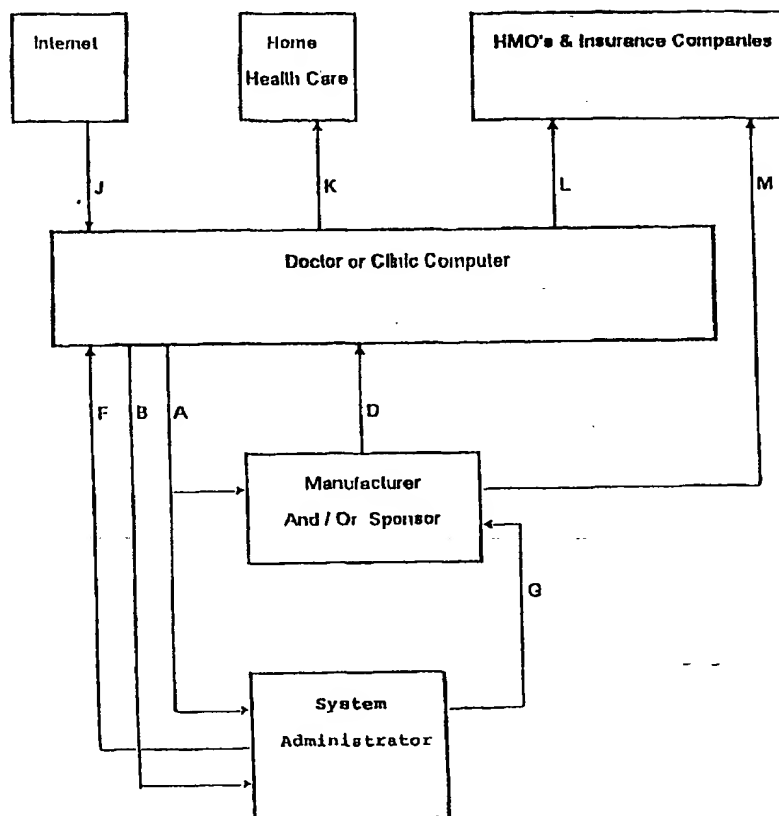 Internet
Home
Health Care
HMO's & Insurance Companies
J
K
L
M
Doctor or Clinic Computer
F
B
A
D
Manufacturer
And / Or Sponsor
G
System
Administrator